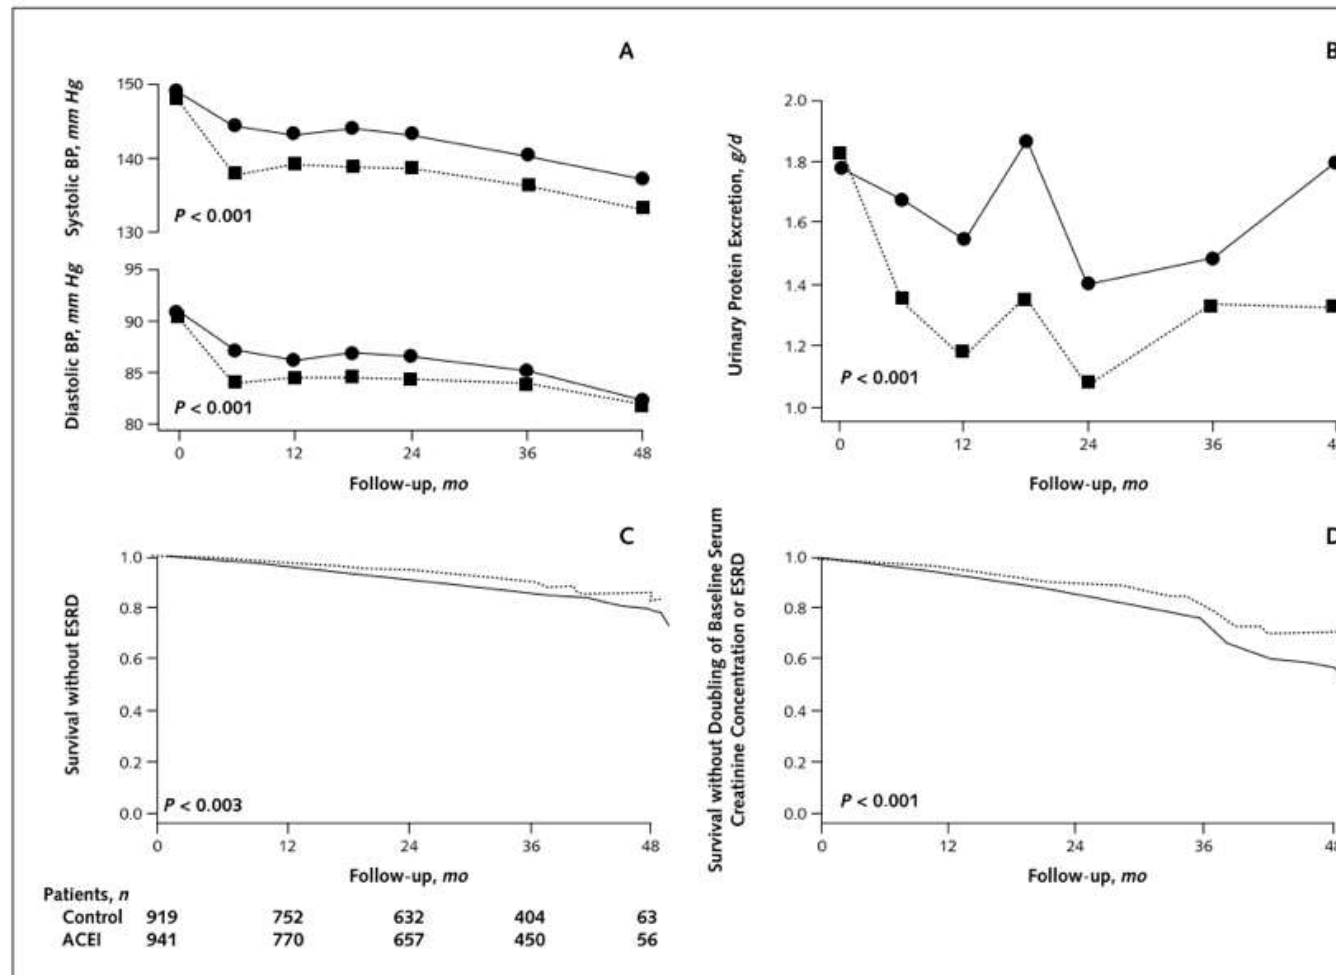 A
Systolic BP, mm Hg
150
140
130
P < 0.001
Diastolic BP, mm Hg
95
90
85
80
P < 0.001
0 12 24 36 48
Follow-up, mo
B
Urinary Protein Excretion, g/d
2.0
1.8
1.6
1.4
1.2
1.0
P < 0.001
0 12 24 36 4
Follow-up, mo
C
Survival without ESRD
1.0
0.8
0.6
0.4
0.2
0.0
P < 0.003
0 12 24 36 48
Follow-up, mo
Patients, n
Control 919 752 632 404 63
ACEI 941 770 657 450 56
D
Survival without Doubling of Baseline Serum
Creatinine Concentration or ESRD
1.0
0.8
0.6
0.4
0.2
0.0
P < 0.001
0 12 24 36 48
Follow-up, mo